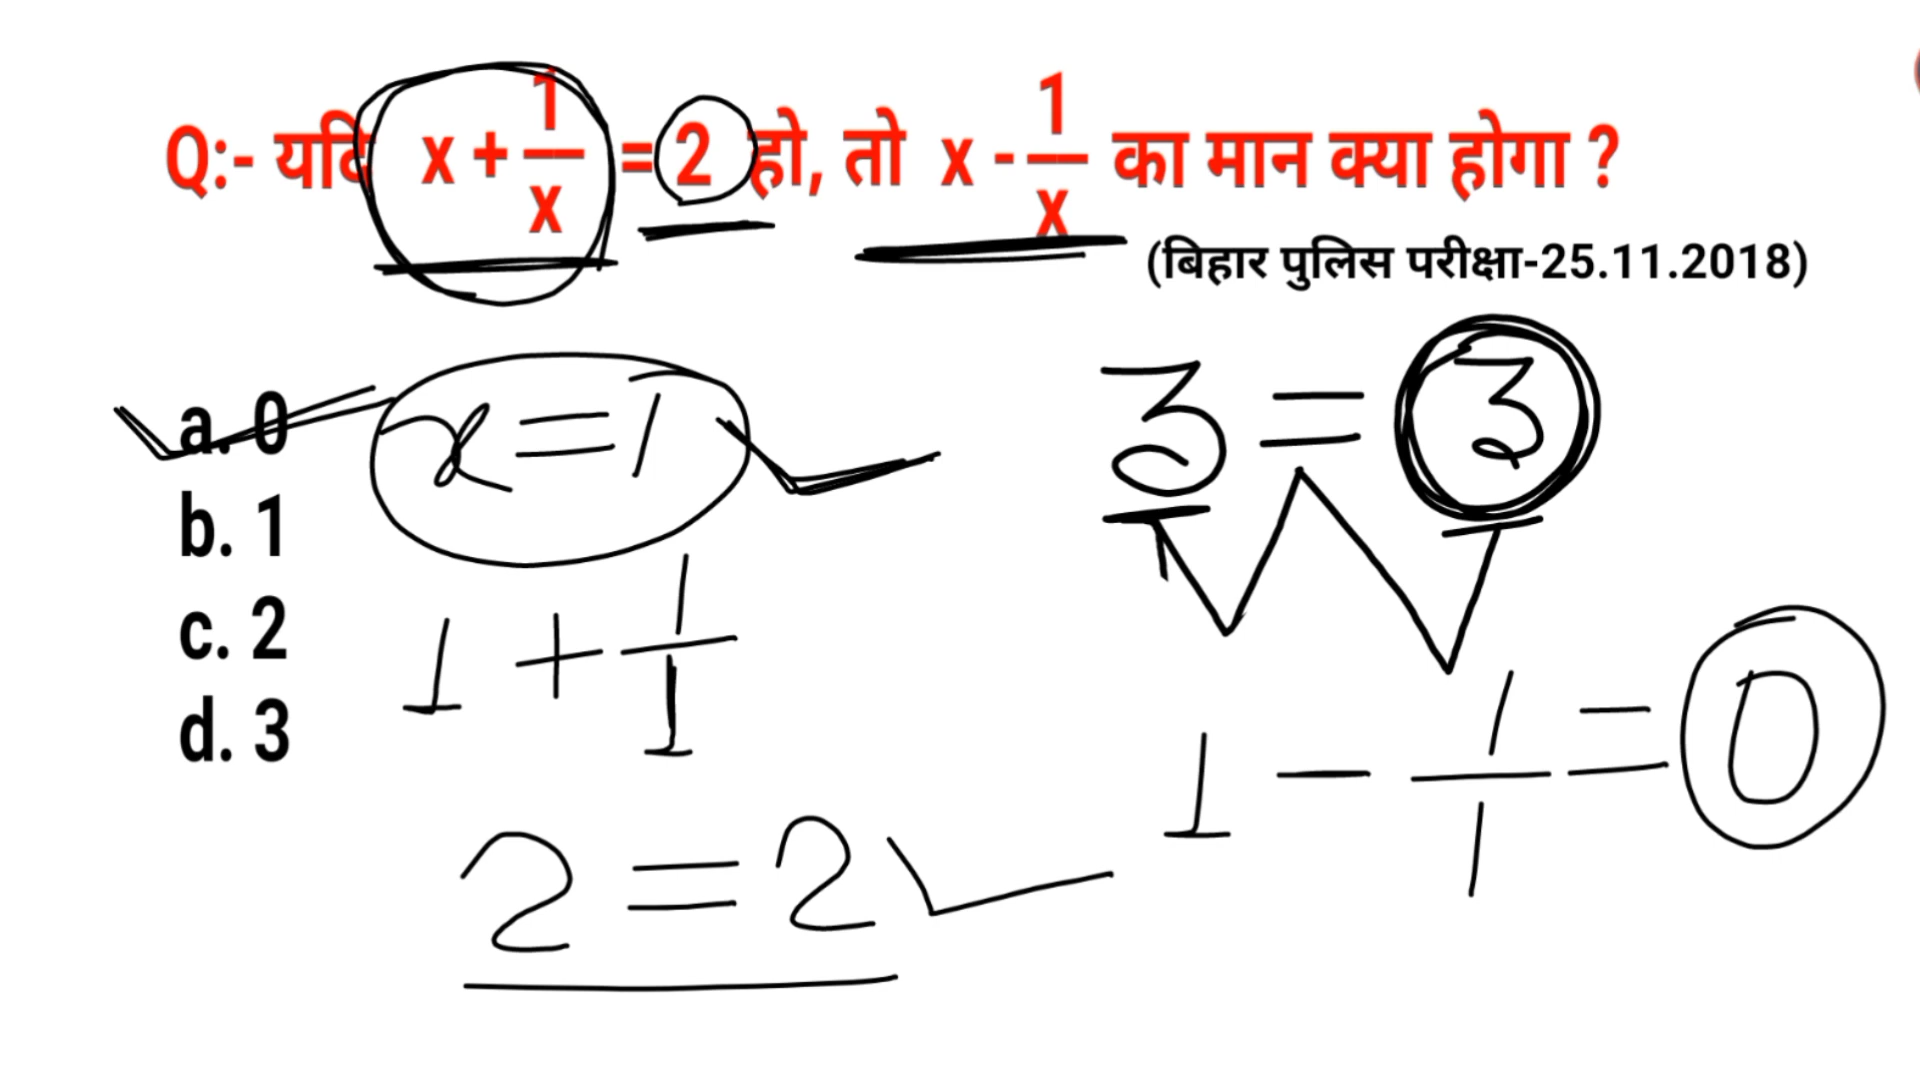 Q:- यदि x + 1/x = 2 हो, तो x - 1/x का मान क्या होगा ?
(बिहार पुलिस परीक्षा-25.11.2018)
a. 0
x = 1
3 = 3
b. 1
c. 2
1 + 1/1
d. 3
1 - 1/1 = 0
2 = 2